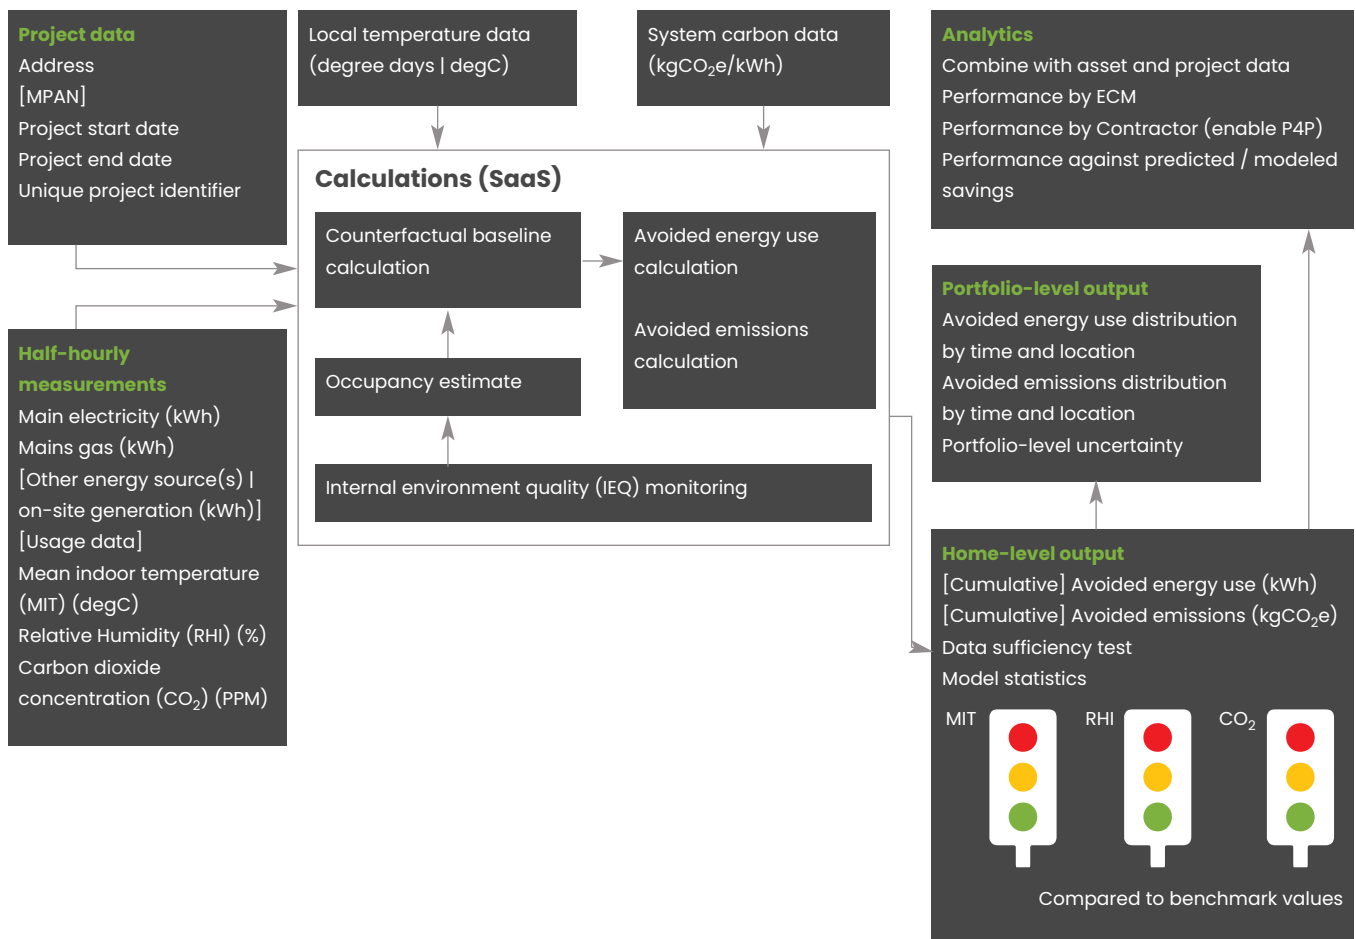 Project data
Address
[MPAN]
Project start date
Project end date
Unique project identifier
Half-hourly
measurements
Main electricity (kWh)
Mains gas (kWh)
[Other energy source(s) |
on-site generation (kWh)]
[Usage data]
Mean indoor temperature
(MIT) (degC)
Relative Humidity (RHI) (%)
Carbon dioxide
concentration (CO₂) (PPM)
Local temperature data
(degree days | degC)
System carbon data
(kgCO₂e/kWh)
Calculations (SaaS)
Counterfactual baseline
calculation
Avoided energy use
calculation
Avoided emissions
calculation
Occupancy estimate
Internal environment quality (IEQ) monitoring
Analytics
Combine with asset and project data
Performance by ECM
Performance by Contractor (enable P4P)
Performance against predicted / modeled
savings
Portfolio-level output
Avoided energy use distribution
by time and location
Avoided emissions distribution
by time and location
Portfolio-level uncertainty
Home-level output
[Cumulative] Avoided energy use (kWh)
[Cumulative] Avoided emissions (kgCO₂e)
Data sufficiency test
Model statistics
MIT
RHI
CO₂
Compared to benchmark values